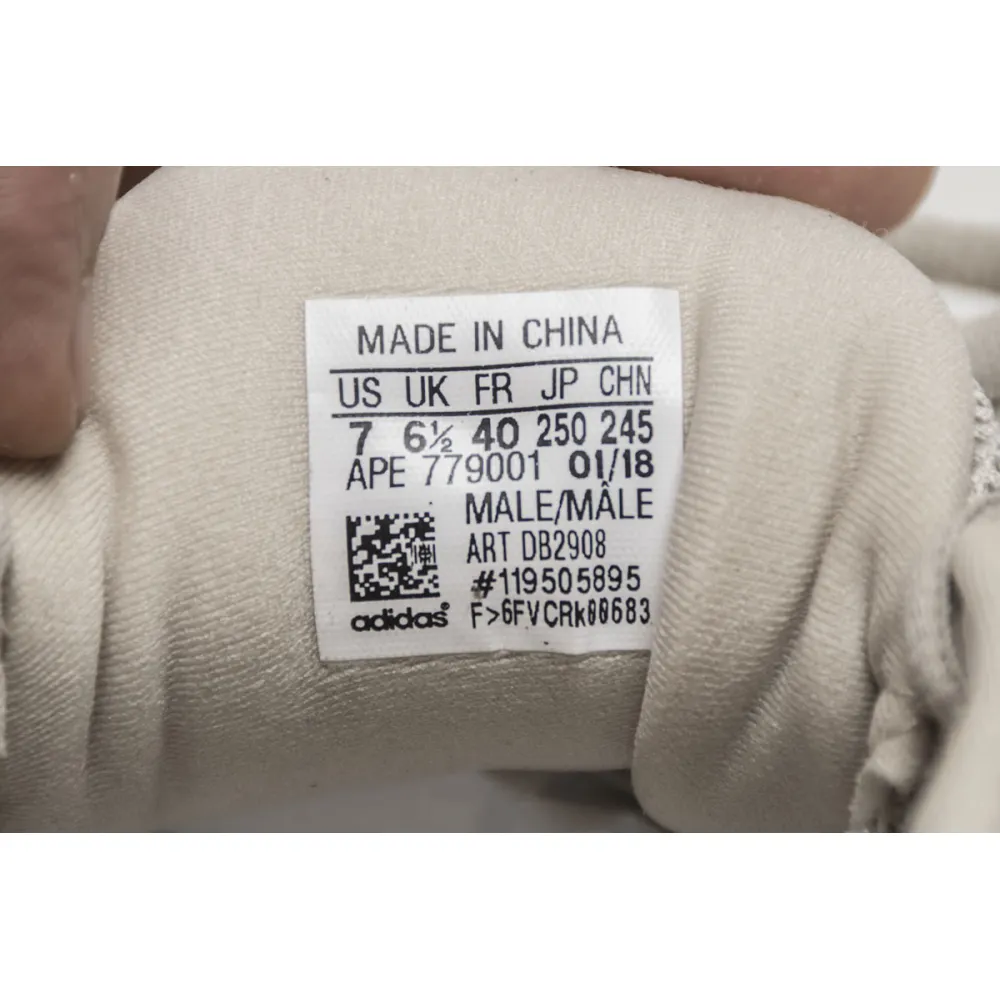 MADE IN CHINA
US UK FR JP CHN
7 6½ 40 250 245
APE 779001 01/18
MALE/MÂLE
ART DB2908
#119505895
adidas® F>6FVCRk00683